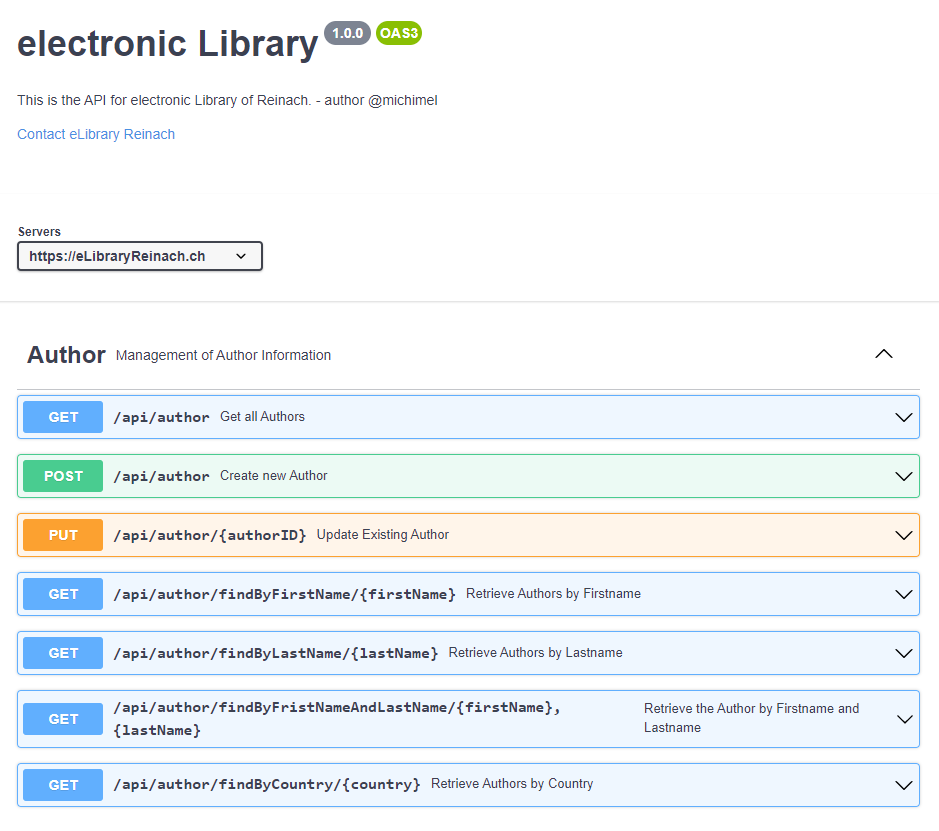 electronic Library 1.0.0 OAS3
This is the API for electronic Library of Reinach. - author @michimel
Contact eLibrary Reinach
Servers
https://eLibraryReinach.ch
Author Management of Author Information
GET /api/author Get all Authors
POST /api/author Create new Author
PUT /api/author/{authorID} Update Existing Author
GET /api/author/findByFirstName/{firstName} Retrieve Authors by Firstname
GET /api/author/findByLastName/{lastName} Retrieve Authors by Lastname
GET /api/author/findByFristNameAndLastName/{firstName}, Retrieve the Author by Firstname and
{lastName} Lastname
GET /api/author/findByCountry/{country} Retrieve Authors by Country